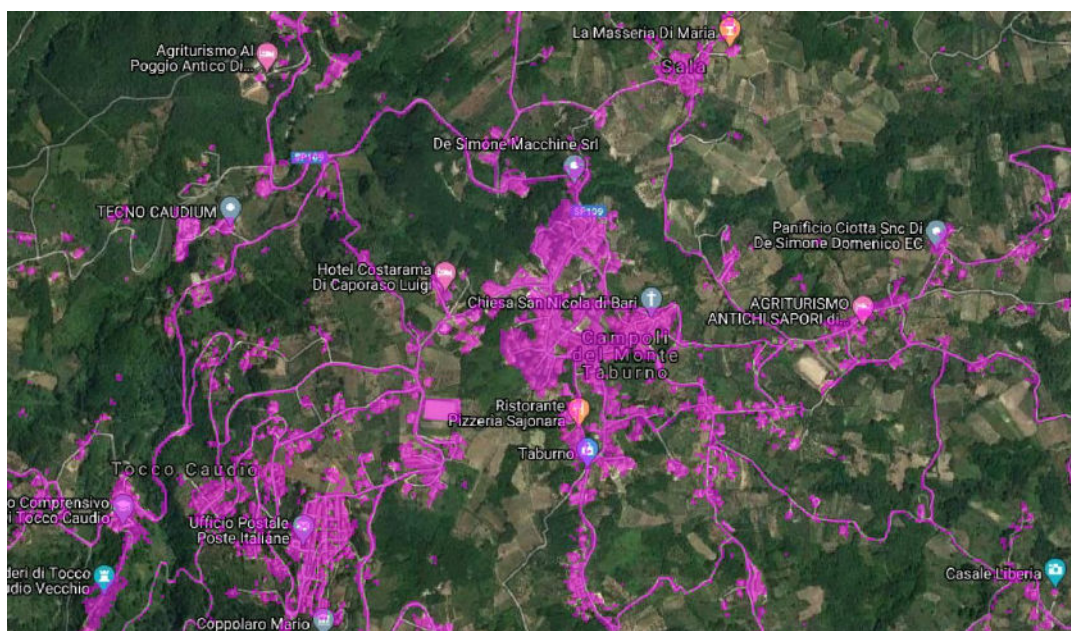 La Masseria Di Maria
Agriturismo Al
Poggio Antico Di...
Sala
De Simone Macchine Srl
SP109
TECNO CAUDIUM
SP109
Panificio Ciotta Snc Di
De Simone Domenico EC
Hotel Costarama
Di Caporaso Luigi
Chiesa San Nicola di Bari
AGRITURISMO
ANTICHI SAPORI di...
Campoli
del Monte
Taburno
Ristorante
Pizzeria Sajonara
Taburno
Tocco Caudio
o Comprensivo
i Tocco Caudio
Ufficio Postale
Poste Italiane
deri di Tocco
udio Vecchio
Casale Liberia
Coppolaro Mario